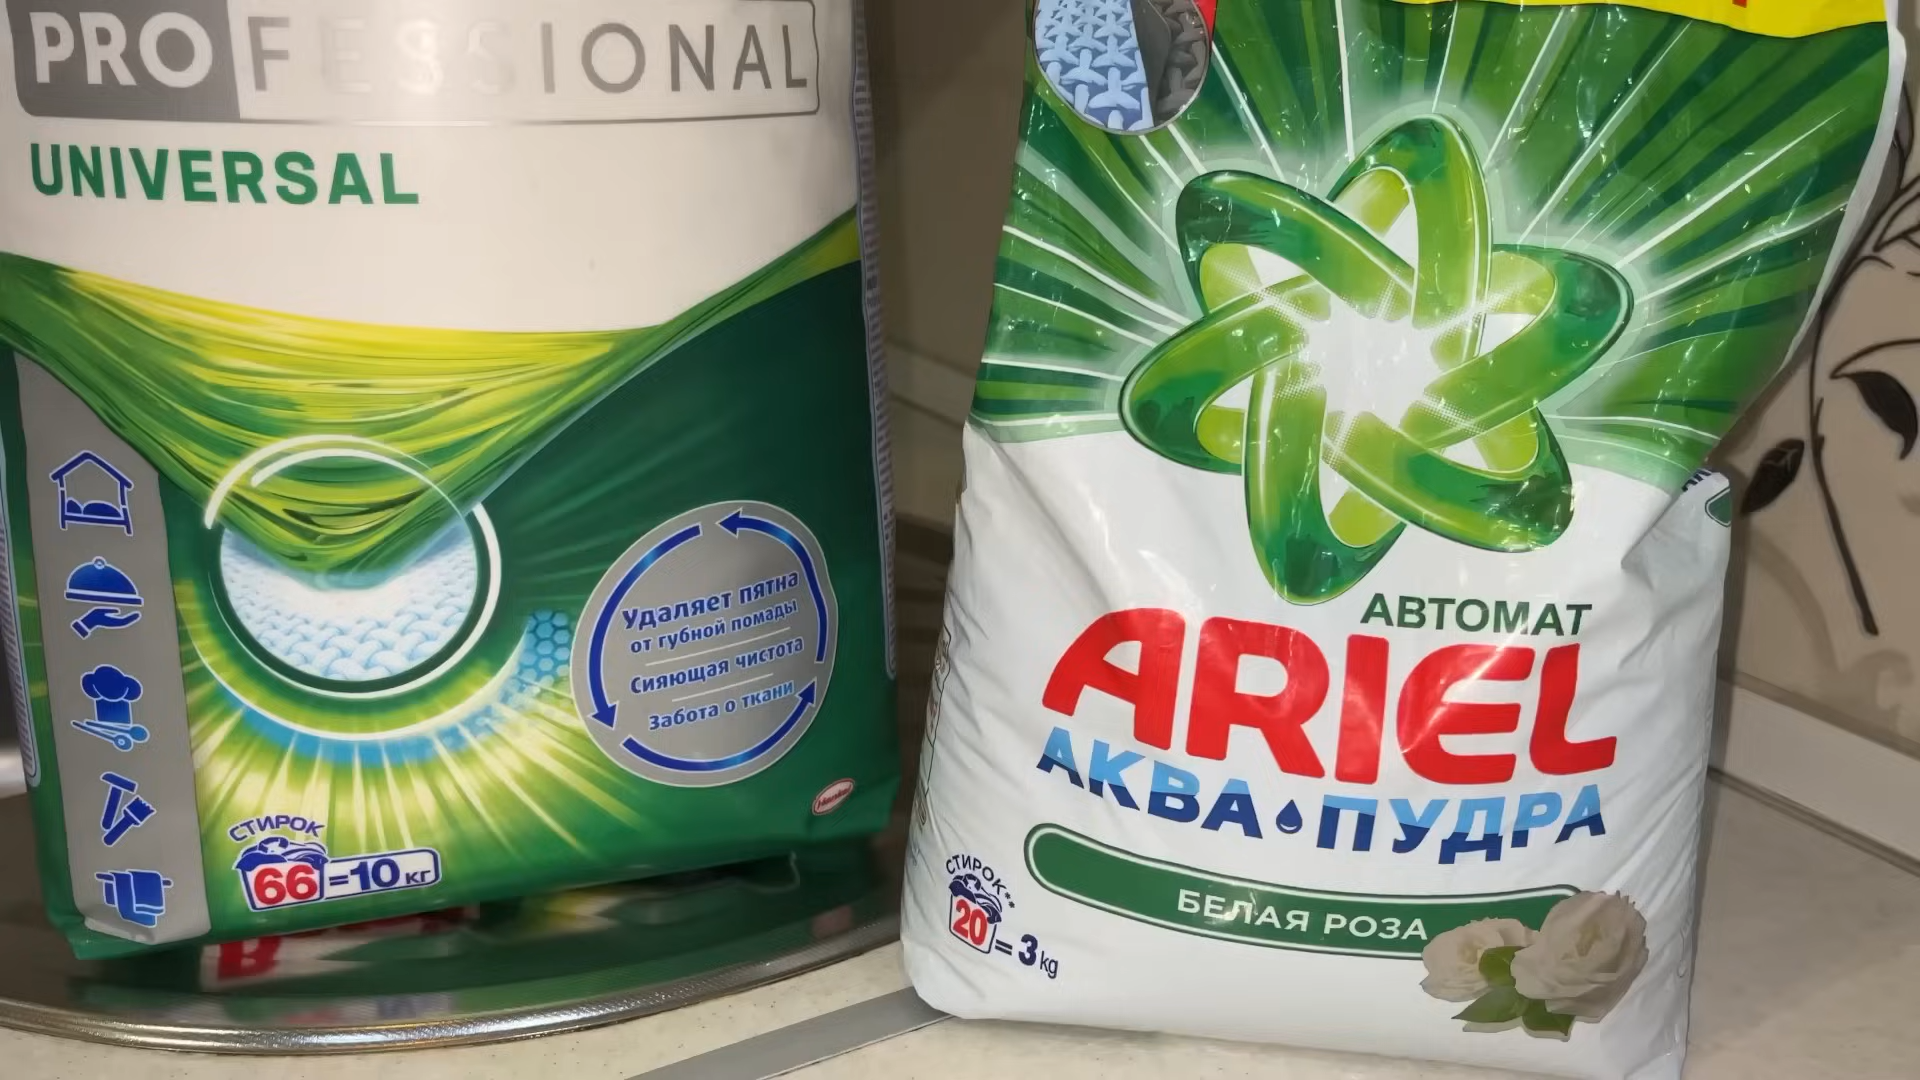 PROFESSIONAL
UNIVERSAL
Удаляет пятна
от губной помады
Сияющая чистота
Забота о ткани
Henkel
СТИРОК
66=10 кг
АВТОМАТ
ARIEL
АКВА ПУДРА
БЕЛАЯ РОЗА
СТИРОК**
20=3 kg